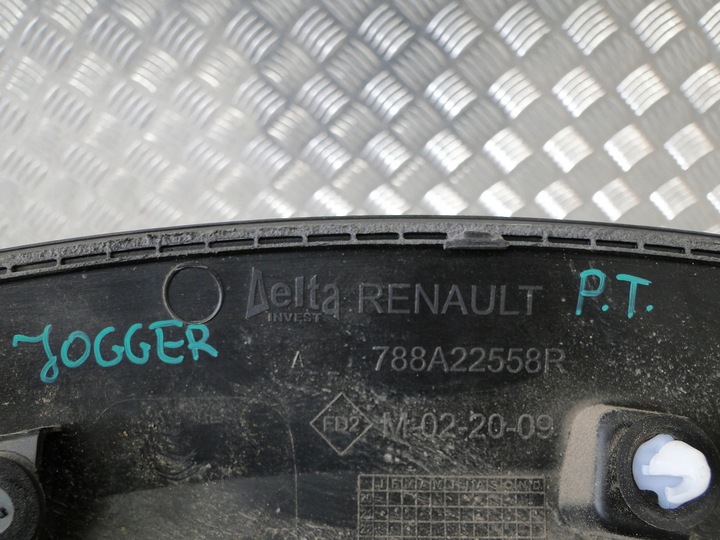 Delta RENAULT P.T.
INVEST
JOGGER
A 788A22558R
FD2 M-02-20-09
J F M A M J J A S O N D